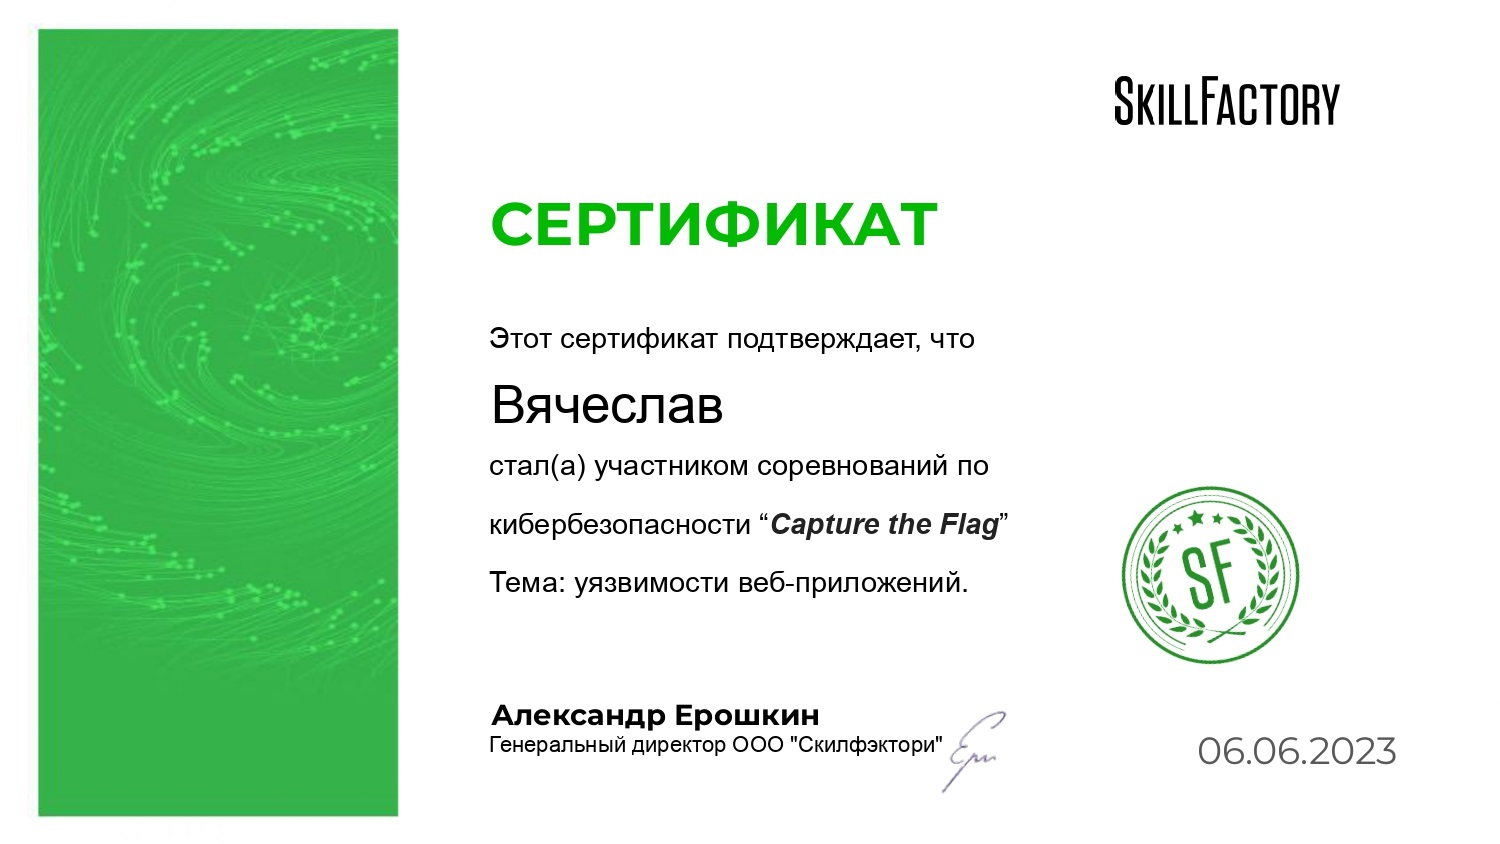 SKILLFACTORY
СЕРТИФИКАТ
Этот сертификат подтверждает, что
Вячеслав
стал(а) участником соревнований по
кибербезопасности “Capture the Flag”
Тема: уязвимости веб-приложений.
SF
Александр Ерошкин
Генеральный директор ООО "Скилфэктори"
06.06.2023